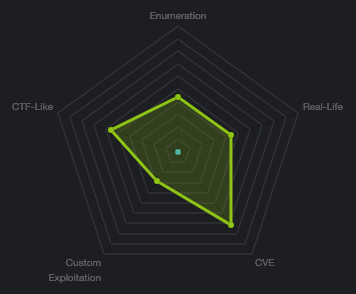 Enumeration
CTF-Like
Real-Life
Custom
Exploitation
CVE